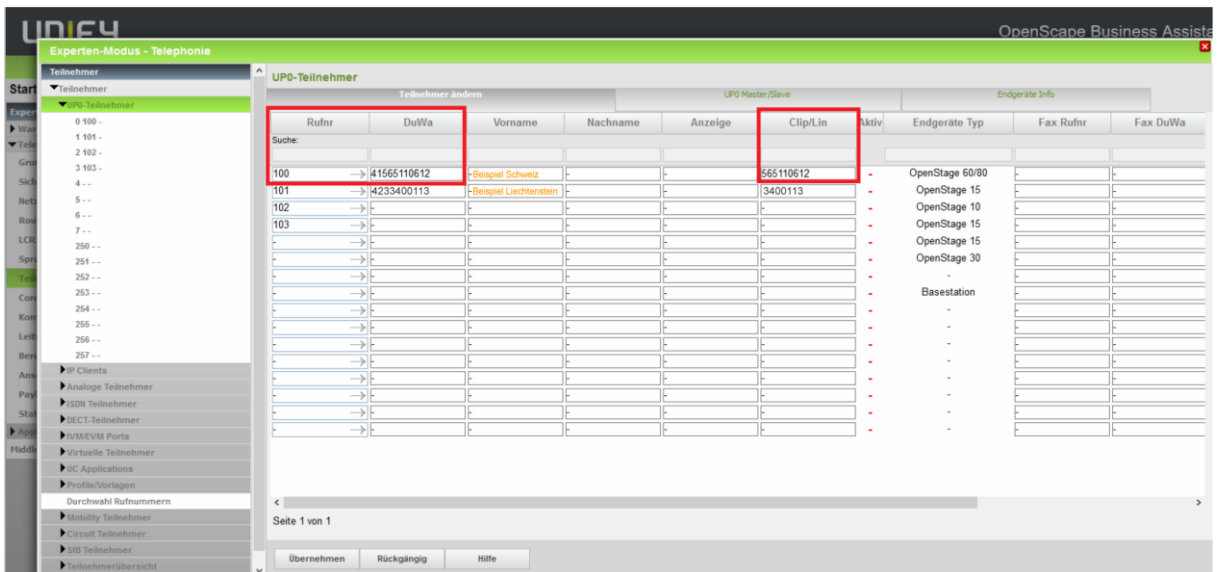 UNIFY
OpenScape Business Assista
Experten-Modus - Telephonie
Start
Teilnehmer
Teilnehmer
UP0-Teilnehmer
0 100 -
1 101 -
2 102 -
3 103 -
4 - -
5 - -
6 - -
7 - -
250 - -
251 - -
252 - -
253 - -
254 - -
255 - -
256 - -
257 - -
IP Clients
Analoge Teilnehmer
ISDN Teilnehmer
DECT-Teilnehmer
IVM/EVM Ports
Virtuelle Teilnehmer
UC Applications
Profile/Vorlagen
Durchwahl Rufnummern
Mobility Teilnehmer
Circuit Teilnehmer
SfB Teilnehmer
Teilnehmerübersicht
UP0-Teilnehmer
Teilnehmer ändern UP0 Master/Slave Endgeräte Info
Rufnr DuWa Vorname Nachname Anzeige Clip/Lin Aktiv Endgeräte Typ Fax Rufnr Fax DuWa
Suche:
100 41565110612 -Beispiel Schweiz - - 565110612 - OpenStage 60/80 - -
101 4233400113 -Beispiel Liechtenstein - - 3400113 - OpenStage 15 - -
102 - - - - - - OpenStage 10 - -
103 - - - - - - OpenStage 15 - -
- - - - - - - OpenStage 15 - -
- - - - - - - OpenStage 30 - -
- - - - - - - - - -
- - - - - - - Basestation - -
- - - - - - - - - -
- - - - - - - - - -
- - - - - - - - - -
- - - - - - - - - -
- - - - - - - - - -
- - - - - - - - - -
- - - - - - - - - -
- - - - - - - - - -
Seite 1 von 1
Übernehmen Rückgängig Hilfe